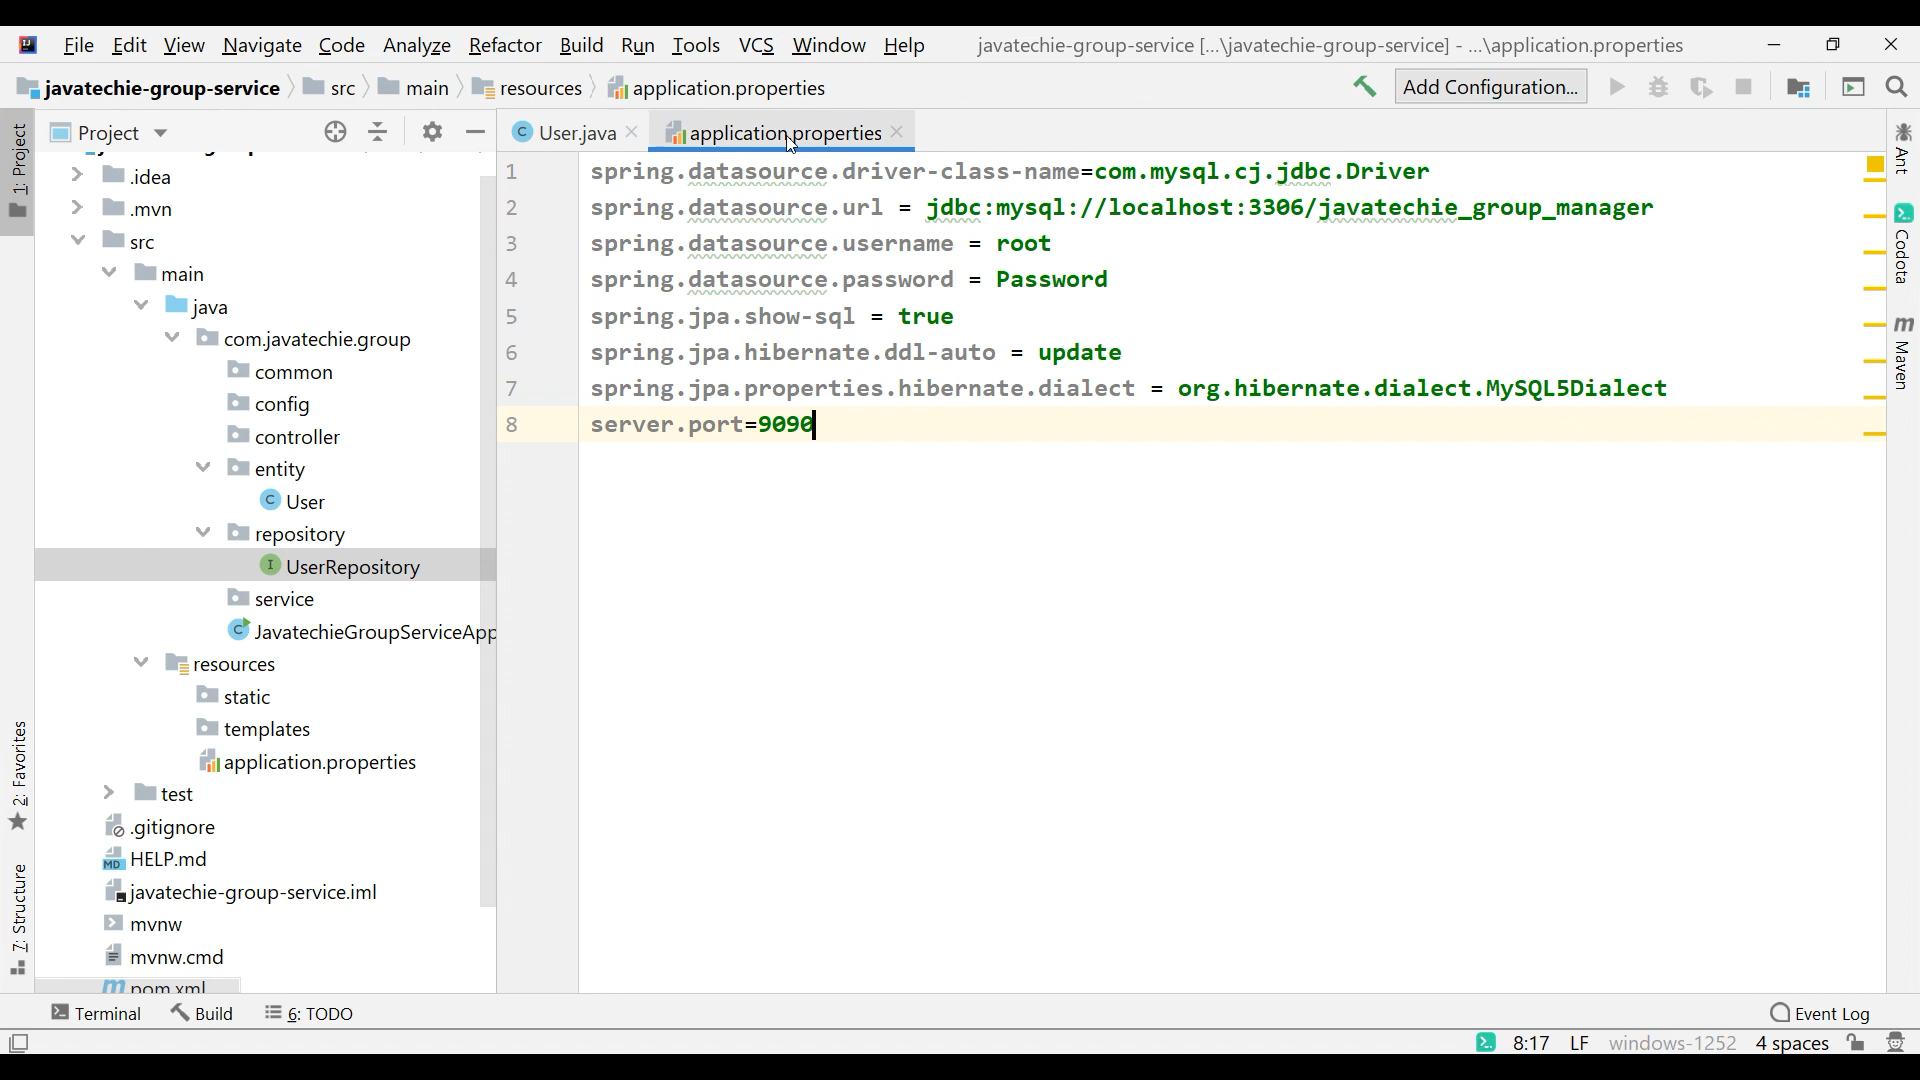 File Edit View Navigate Code Analyze Refactor Build Run Tools VCS Window Help javatechie-group-service [...\javatechie-group-service] - ...\application.properties
javatechie-group-service src main resources application.properties Add Configuration...
1: Project
Project
User.java application.properties
.idea
.mvn
src
main
java
com.javatechie.group
common
config
controller
entity
User
repository
UserRepository
service
JavatechieGroupServiceApp
resources
static
templates
application.properties
test
.gitignore
HELP.md
javatechie-group-service.iml
mvnw
mvnw.cmd
pom.xml
1 spring.datasource.driver-class-name=com.mysql.cj.jdbc.Driver
2 spring.datasource.url = jdbc:mysql://localhost:3306/javatechie_group_manager
3 spring.datasource.username = root
4 spring.datasource.password = Password
5 spring.jpa.show-sql = true
6 spring.jpa.hibernate.ddl-auto = update
7 spring.jpa.properties.hibernate.dialect = org.hibernate.dialect.MySQL5Dialect
8 server.port=9090
Ant
Codota
Maven
2: Favorites
7: Structure
Terminal Build 6: TODO Event Log
8:17 LF windows-1252 4 spaces